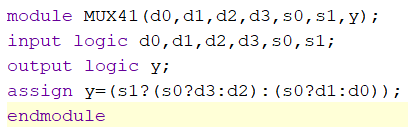 module MUX41(d0,d1,d2,d3,s0,s1,y);
input logic d0,d1,d2,d3,s0,s1;
output logic y;
assign y=(s1?(s0?d3:d2):(s0?d1:d0));
endmodule